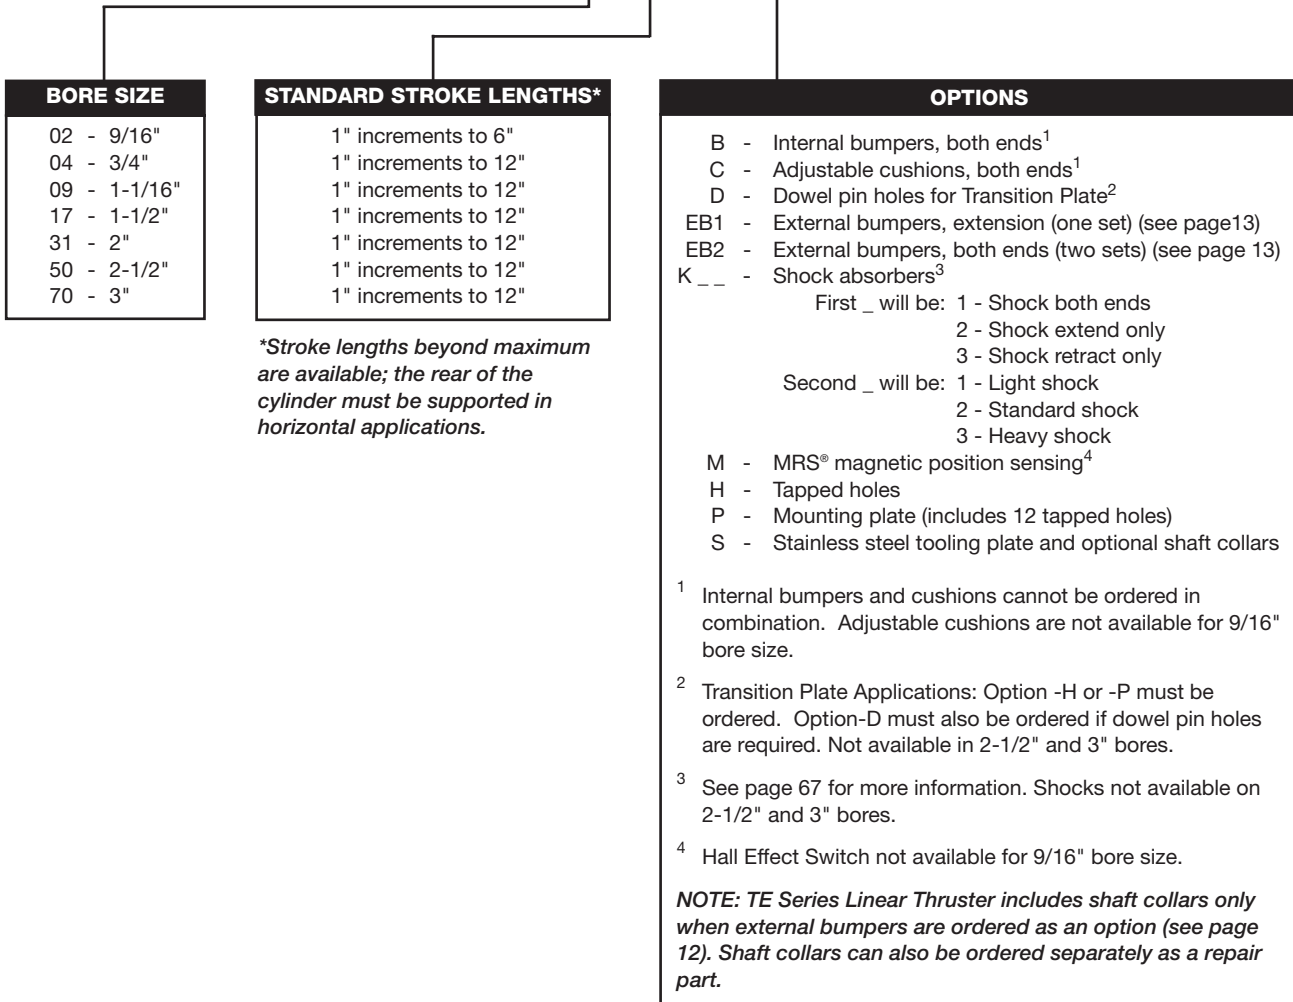 BORE SIZE
02 - 9/16"
04 - 3/4"
09 - 1-1/16"
17 - 1-1/2"
31 - 2"
50 - 2-1/2"
70 - 3"
STANDARD STROKE LENGTHS*
1" increments to 6"
1" increments to 12"
1" increments to 12"
1" increments to 12"
1" increments to 12"
1" increments to 12"
1" increments to 12"
*Stroke lengths beyond maximum
are available; the rear of the
cylinder must be supported in
horizontal applications.
OPTIONS
B - Internal bumpers, both ends1
C - Adjustable cushions, both ends1
D - Dowel pin holes for Transition Plate2
EB1 - External bumpers, extension (one set) (see page13)
EB2 - External bumpers, both ends (two sets) (see page 13)
K _ _ - Shock absorbers3
First _ will be: 1 - Shock both ends
2 - Shock extend only
3 - Shock retract only
Second _ will be: 1 - Light shock
2 - Standard shock
3 - Heavy shock
M - MRS® magnetic position sensing4
H - Tapped holes
P - Mounting plate (includes 12 tapped holes)
S - Stainless steel tooling plate and optional shaft collars
1 Internal bumpers and cushions cannot be ordered in
combination. Adjustable cushions are not available for 9/16"
bore size.
2 Transition Plate Applications: Option -H or -P must be
ordered. Option-D must also be ordered if dowel pin holes
are required. Not available in 2-1/2" and 3" bores.
3 See page 67 for more information. Shocks not available on
2-1/2" and 3" bores.
4 Hall Effect Switch not available for 9/16" bore size.
NOTE: TE Series Linear Thruster includes shaft collars only
when external bumpers are ordered as an option (see page
12). Shaft collars can also be ordered separately as a repair
part.